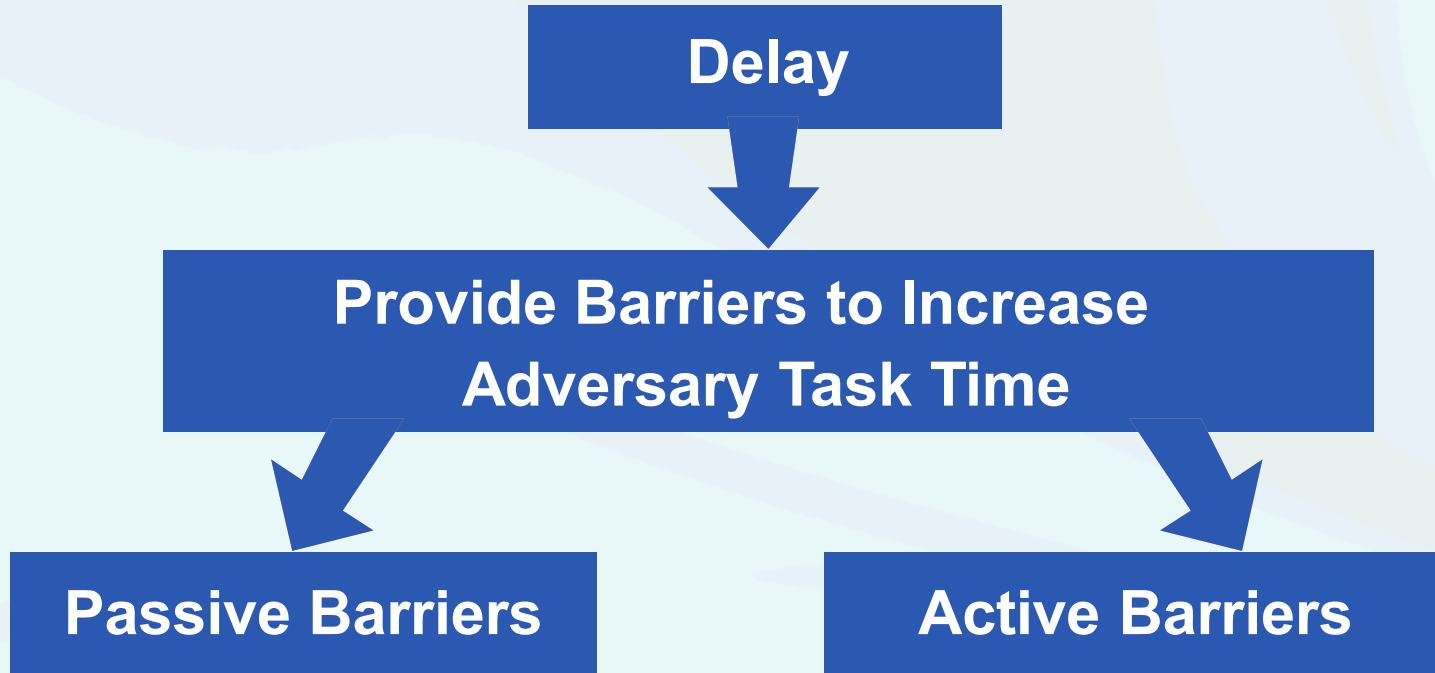 Delay
Provide Barriers to Increase
Adversary Task Time
Passive Barriers
Active Barriers